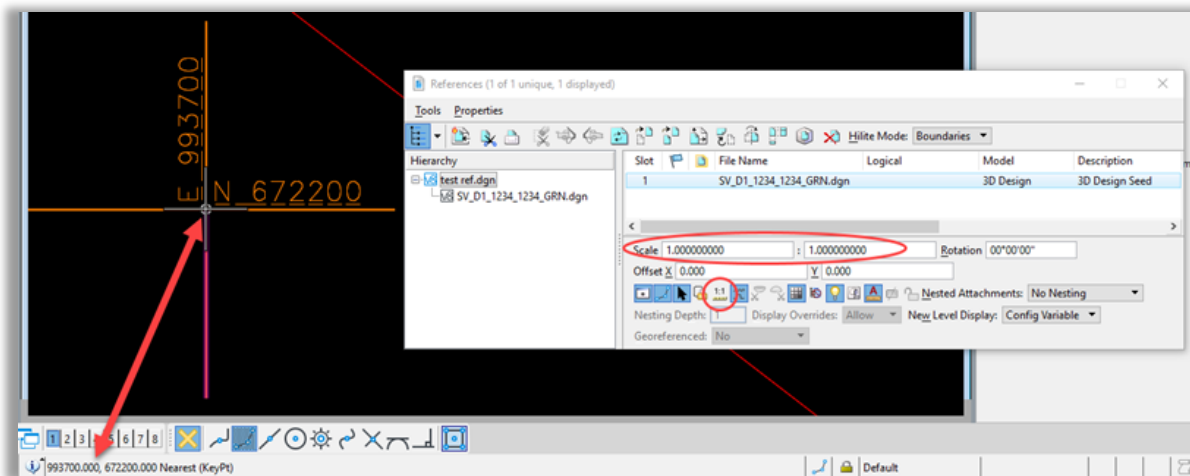 References (1 of 1 unique, 1 displayed)
Tools Properties
Hilite Mode: Boundaries
Hierarchy
Slot File Name Logical Model Description
test ref.dgn
1 SV_D1_1234_1234_GRN.dgn 3D Design 3D Design Seed
SV_D1_1234_1234_GRN.dgn
Scale 1.000000000 : 1.000000000 Rotation 00°00'00"
Offset X 0.000 Y 0.000
1:1 Nested Attachments: No Nesting
Nesting Depth: 1 Display Overrides: Allow New Level Display: Config Variable
Georeferenced: No
E 993700
N 672200
1 2 3 5 6 7 8
993700.000, 672200.000 Nearest (KeyPt) Default